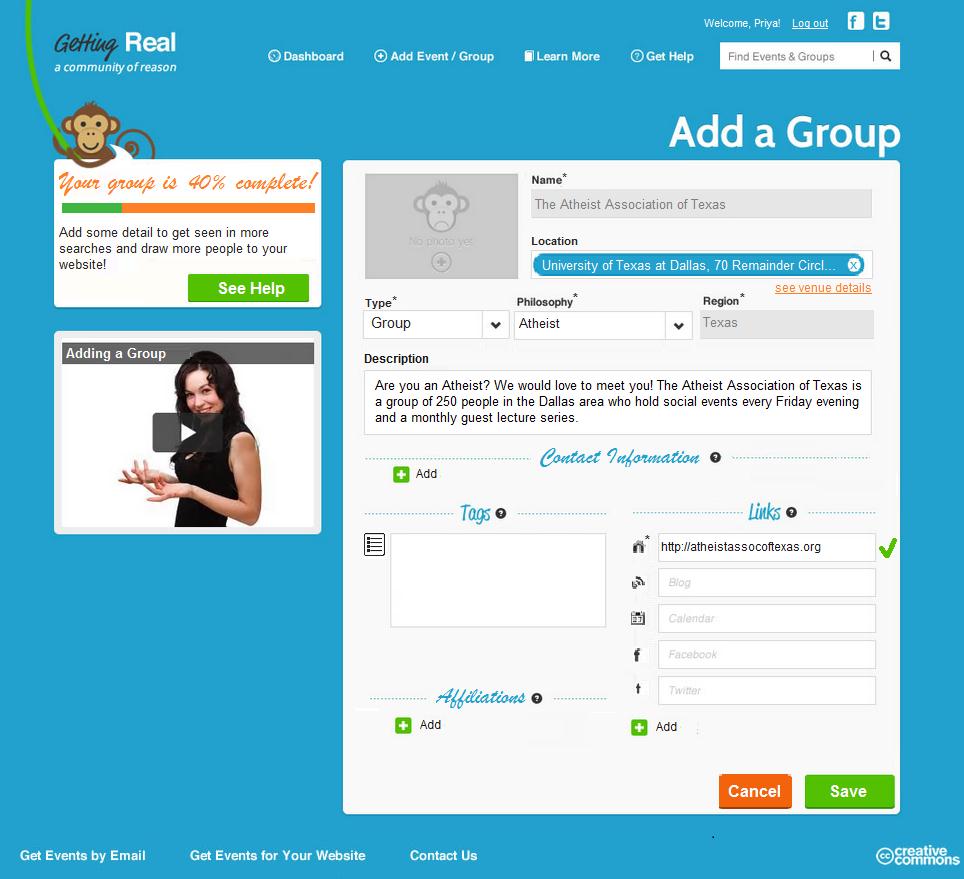 Welcome, Priya! Log out
Getting Real
a community of reason
Dashboard
Add Event / Group
Learn More
Get Help
Find Events & Groups
Add a Group
Your group is 40% complete!
Add some detail to get seen in more
searches and draw more people to your
website!
See Help
Adding a Group
No photo yet
Name*
The Atheist Association of Texas
Location
University of Texas at Dallas, 70 Remainder Circl...
see venue details
Type*
Group
Philosophy*
Atheist
Region*
Texas
Description
Are you an Atheist? We would love to meet you! The Atheist Association of Texas is
a group of 250 people in the Dallas area who hold social events every Friday evening
and a monthly guest lecture series.
Contact Information
Add
Tags
Links
*
http://atheistassocoftexas.org
Blog
Calendar
Facebook
Twitter
Add
Affiliations
Add
Cancel
Save
Get Events by Email
Get Events for Your Website
Contact Us
cc creative
commons